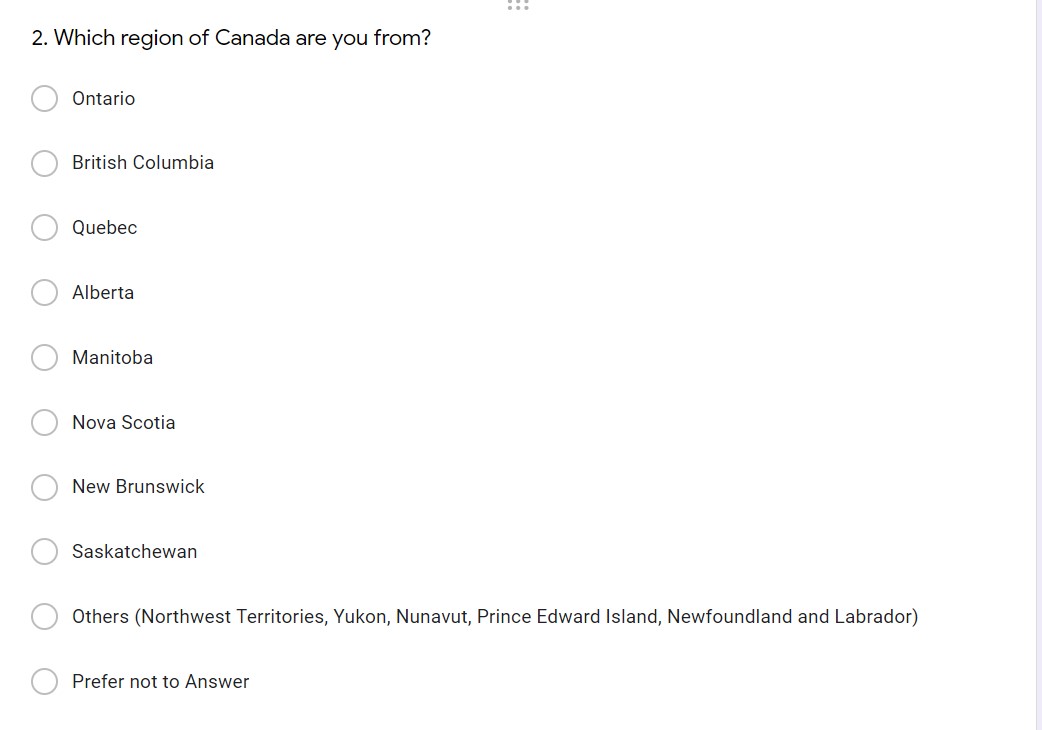 2. Which region of Canada are you from?
Ontario
British Columbia
Quebec
Alberta
Manitoba
Nova Scotia
New Brunswick
Saskatchewan
Others (Northwest Territories, Yukon, Nunavut, Prince Edward Island, Newfoundland and Labrador)
Prefer not to Answer